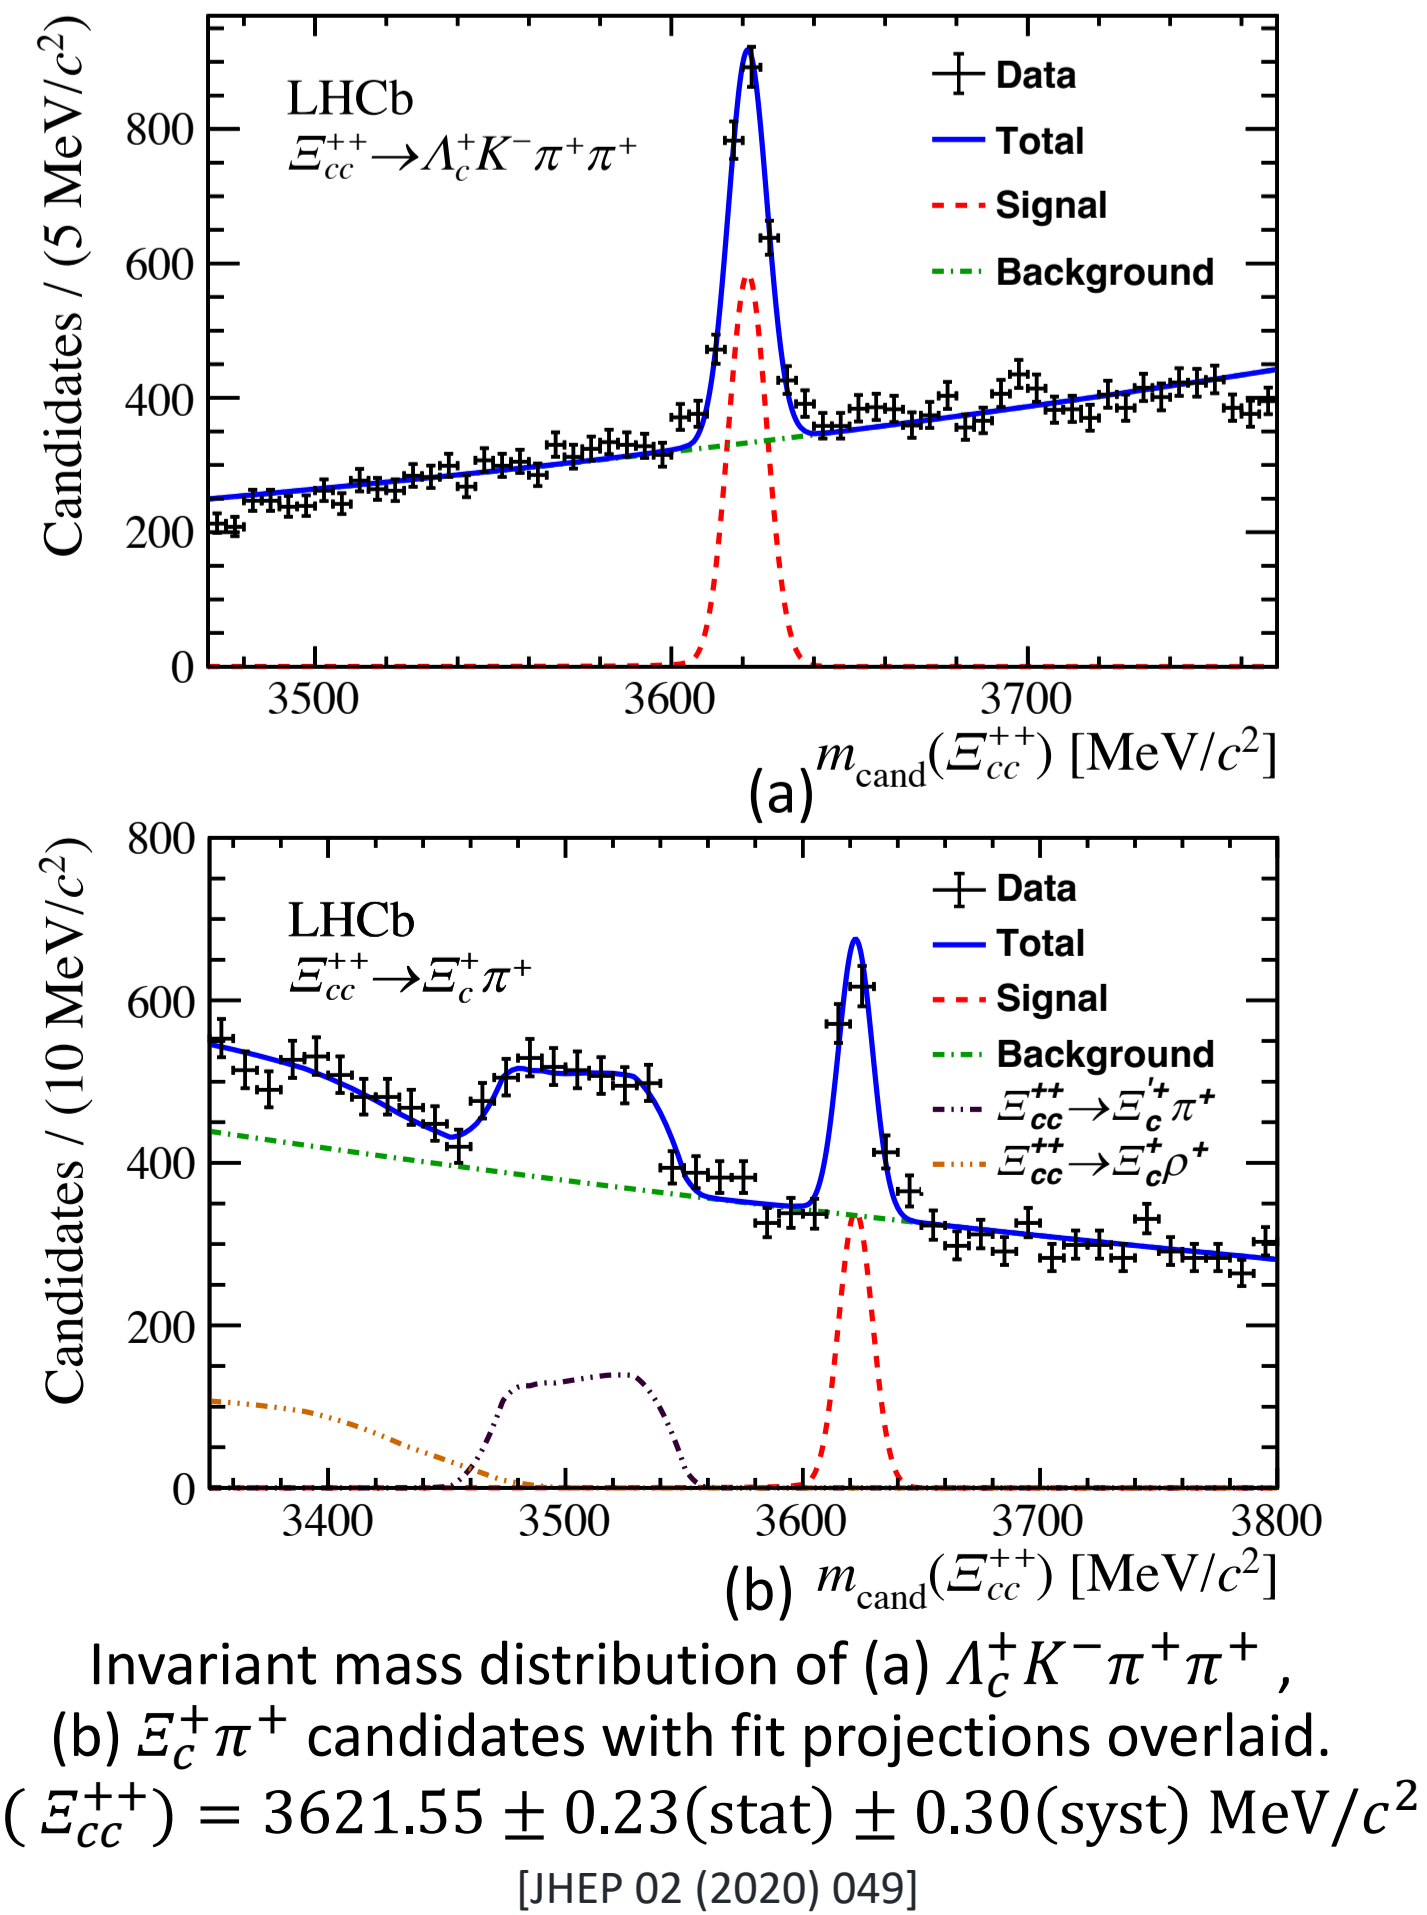 Candidates / (5 MeV/c²)
800
600
400
200
0
LHCb
Ξcc++→Λc+K−π+π+
Data
Total
Signal
Background
3500
3600
3700
(a) mcand(Ξcc++) [MeV/c²]
Candidates / (10 MeV/c²)
800
600
400
200
0
LHCb
Ξcc++→Ξc+π+
Data
Total
Signal
Background
Ξcc++→Ξc'+π+
Ξcc++→Ξc+ρ+
3400
3500
3600
3700
3800
(b) mcand(Ξcc++) [MeV/c²]
Invariant mass distribution of (a) Λc+K−π+π+ ,
(b) Ξc+π+ candidates with fit projections overlaid.
( Ξcc++) = 3621.55 ± 0.23(stat) ± 0.30(syst) MeV/c²
[JHEP 02 (2020) 049]